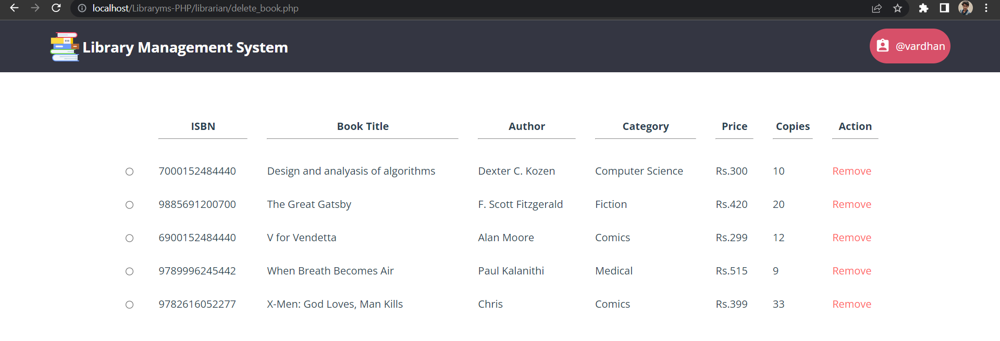 localhost/Libraryms-PHP/librarian/delete_book.php
Library Management System
@vardhan
ISBN Book Title Author Category Price Copies Action
7000152484440 Design and analyasis of algorithms Dexter C. Kozen Computer Science Rs.300 10 Remove
9885691200700 The Great Gatsby F. Scott Fitzgerald Fiction Rs.420 20 Remove
6900152484440 V for Vendetta Alan Moore Comics Rs.299 12 Remove
9789996245442 When Breath Becomes Air Paul Kalanithi Medical Rs.515 9 Remove
9782616052277 X-Men: God Loves, Man Kills Chris Comics Rs.399 33 Remove